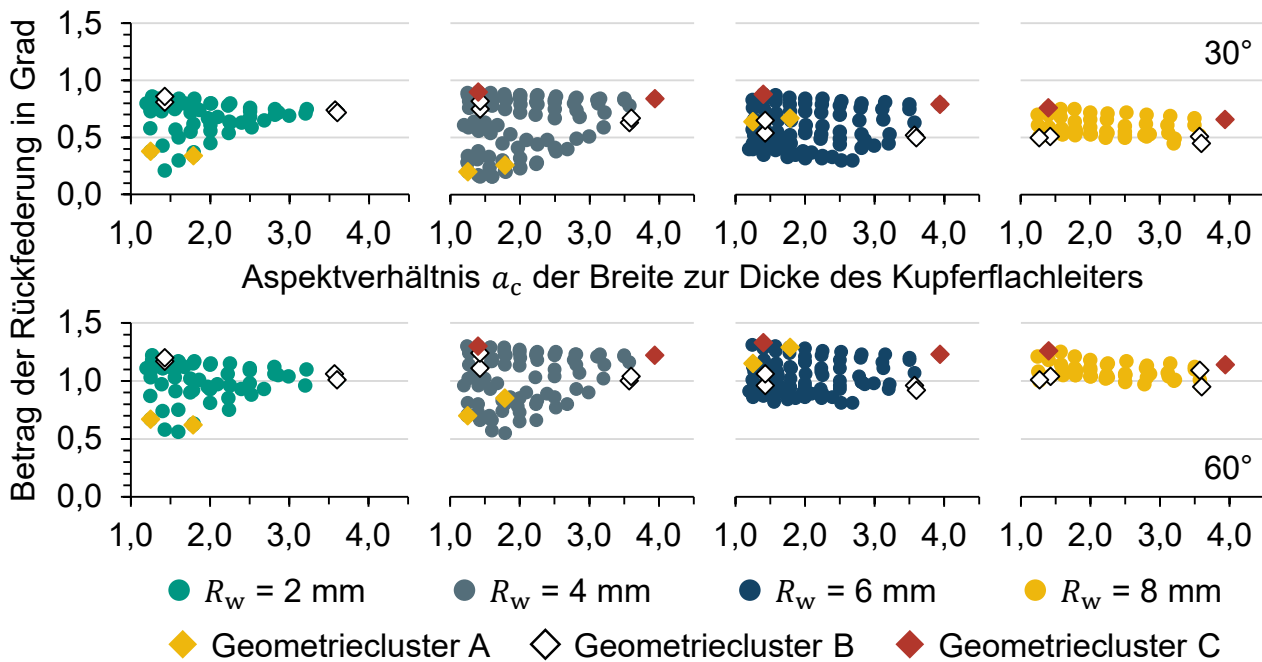 Betrag der Rückfederung in Grad
1,5
1,0
0,5
0,0
30°
1,0 2,0 3,0 4,0 1,0 2,0 3,0 4,0 1,0 2,0 3,0 4,0 1,0 2,0 3,0 4,0
Aspektverhältnis a_c der Breite zur Dicke des Kupferflachleiters
1,5
1,0
0,5
0,0
60°
1,0 2,0 3,0 4,0 1,0 2,0 3,0 4,0 1,0 2,0 3,0 4,0 1,0 2,0 3,0 4,0
R_w = 2 mm R_w = 4 mm R_w = 6 mm R_w = 8 mm
Geometriecluster A Geometriecluster B Geometriecluster C